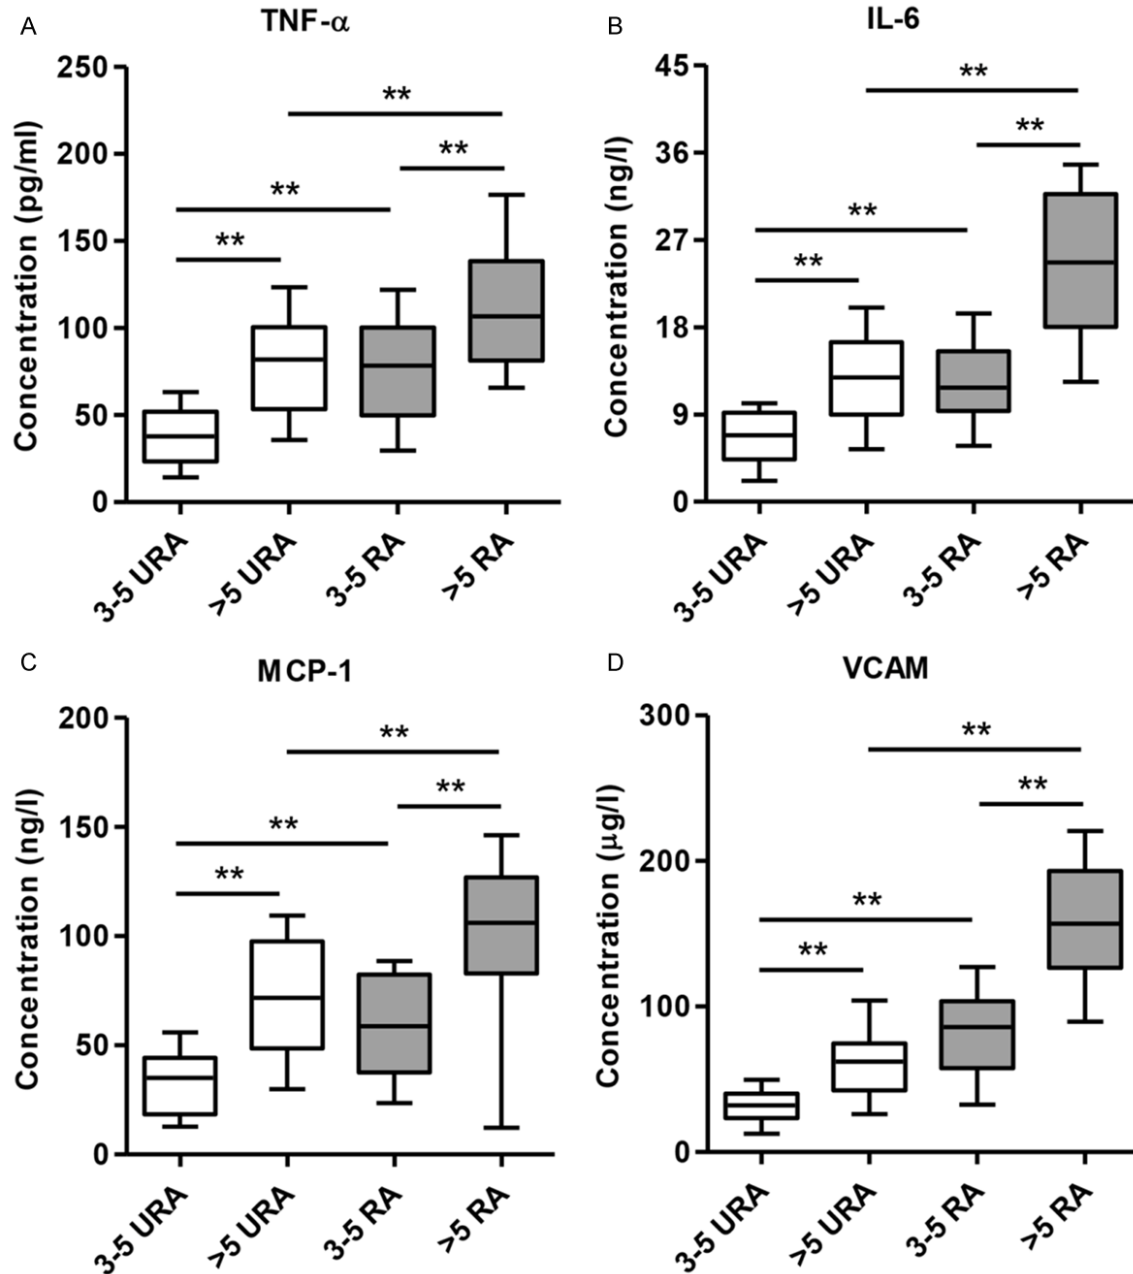 A
TNF-α
Concentration (pg/ml)
250
200
150
100
50
0
**
**
**
**
3-5 URA
>5 URA
3-5 RA
>5 RA
B
IL-6
Concentration (ng/l)
45
36
27
18
9
0
**
**
**
**
3-5 URA
>5 URA
3-5 RA
>5 RA
C
MCP-1
Concentration (ng/l)
200
150
100
50
0
**
**
**
**
3-5 URA
>5 URA
3-5 RA
>5 RA
D
VCAM
Concentration (μg/l)
300
200
100
0
**
**
**
**
3-5 URA
>5 URA
3-5 RA
>5 RA